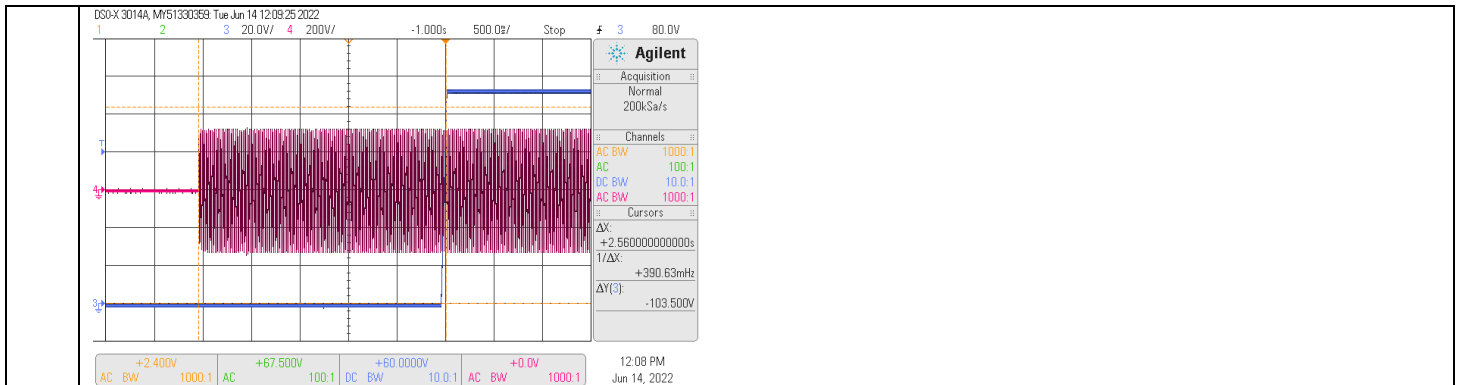 DSO-X 3014A, MY51330359: Tue Jun 14 12:09:25 2022
1 2 3 20.0V/ 4 200V/ -1.000s 500.0ms/ Stop 3 80.0V
Agilent
Acquisition
Normal
200kSa/s
Channels
AC BW 1000:1
AC 100:1
DC BW 10.0:1
AC BW 1000:1
Cursors
ΔX:
+2.560000000000s
1/ΔX:
+390.63mHz
ΔY(3):
-103.500V
T
4
3
+2.400V +67.500V +60.0000V +0.0V 12:08 PM
AC BW 1000:1 AC 100:1 DC BW 10.0:1 AC BW 1000:1 Jun 14, 2022